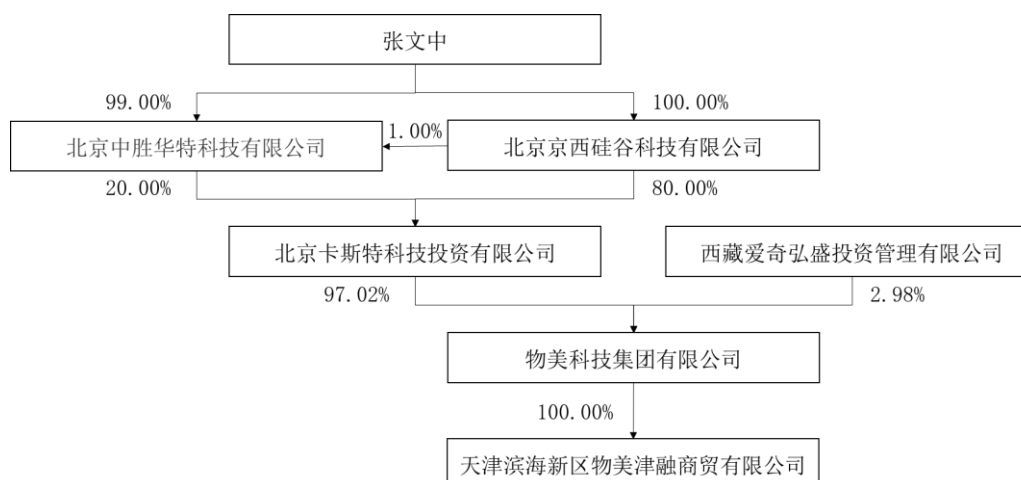 张文中
99.00%
100.00%
1.00%
北京中胜华特科技有限公司
北京京西硅谷科技有限公司
20.00%
80.00%
北京卡斯特科技投资有限公司
西藏爱奇弘盛投资管理有限公司
97.02%
2.98%
物美科技集团有限公司
100.00%
天津滨海新区物美津融商贸有限公司